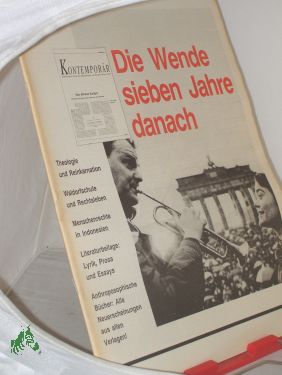 KONTEMPORÄR
Die Wende
sieben Jahre
danach
Theologie
und Reinkarnation
Waldorfschule
und Rechtsleben
Menschenrechte
in Indonesien
Literaturbeilage:
Lyrik, Prosa
und Essays
Anthroposophische
Bücher: Alle
Neuerscheinungen
aus allen
Verlagen!